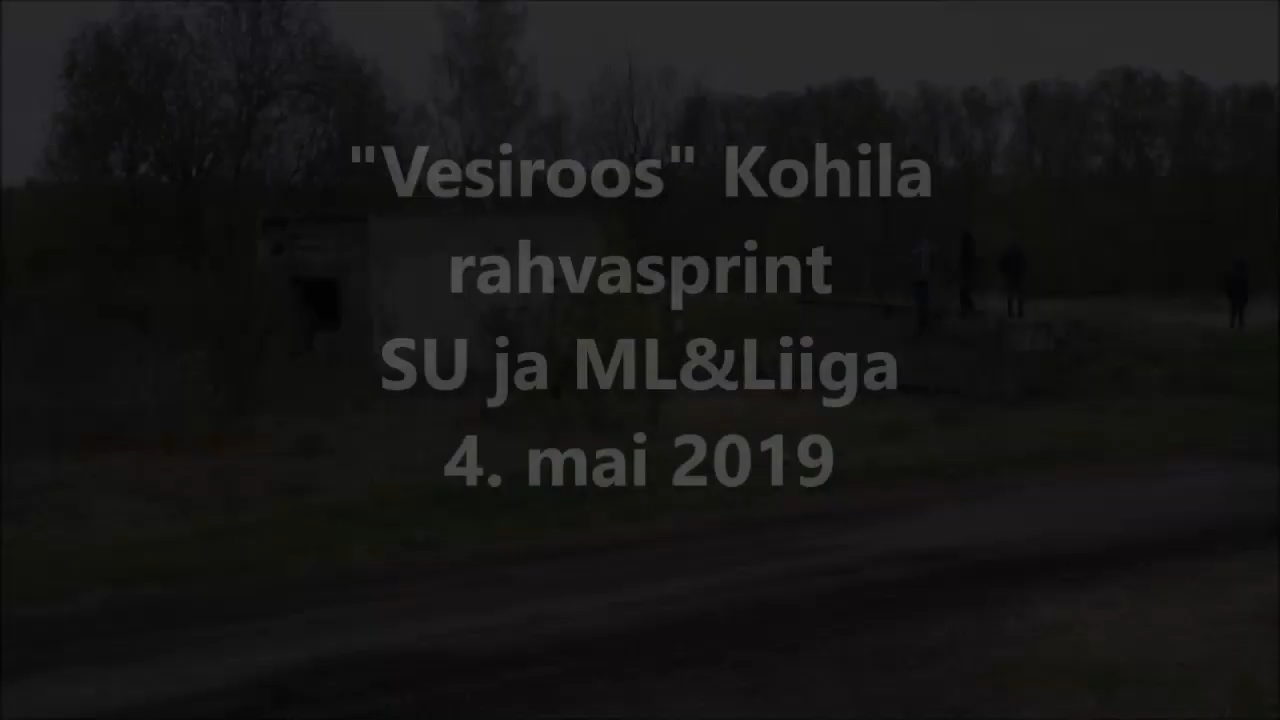 "Vesiroos" Kohila
rahvasprint
SU ja ML&Liiga
4. mai 2019